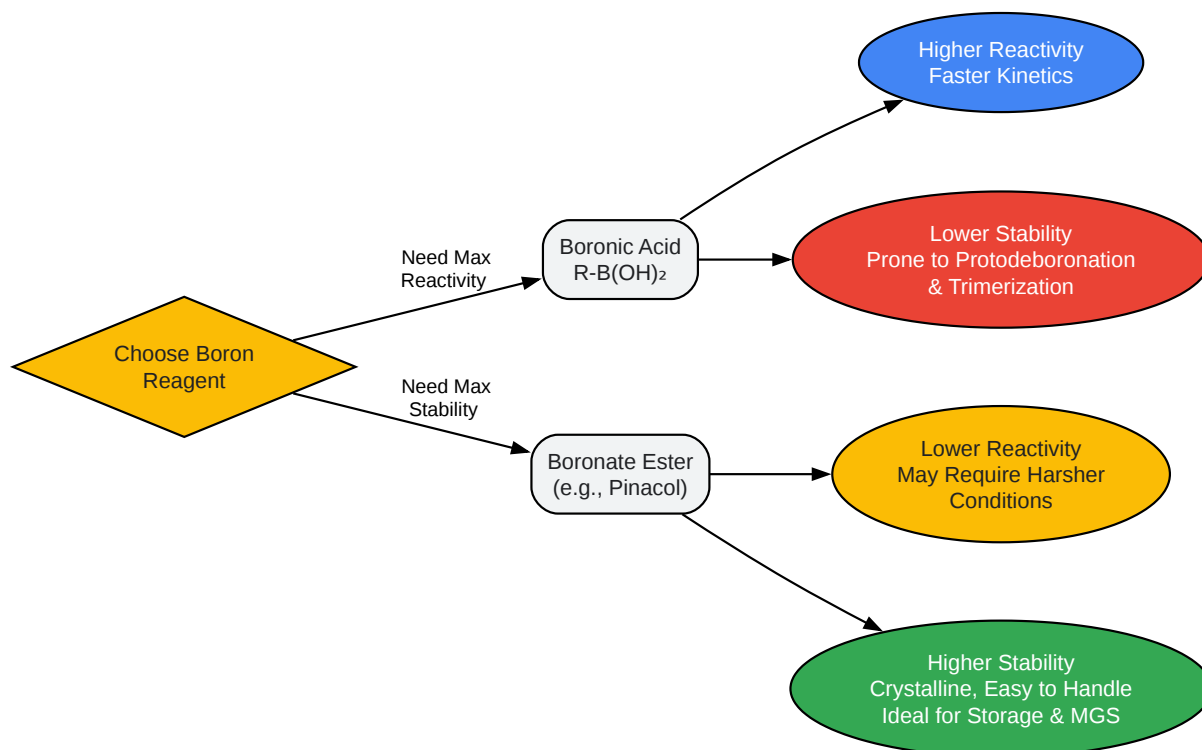 Higher Reactivity
Faster Kinetics
Lower Stability
Prone to Protodeboronation
& Trimerization
Boronic Acid
R-B(OH)₂
Need Max
Reactivity
Choose Boron
Reagent
Need Max
Stability
Boronate Ester
(e.g., Pinacol)
Lower Reactivity
May Require Harsher
Conditions
Higher Stability
Crystalline, Easy to Handle
Ideal for Storage & MGS